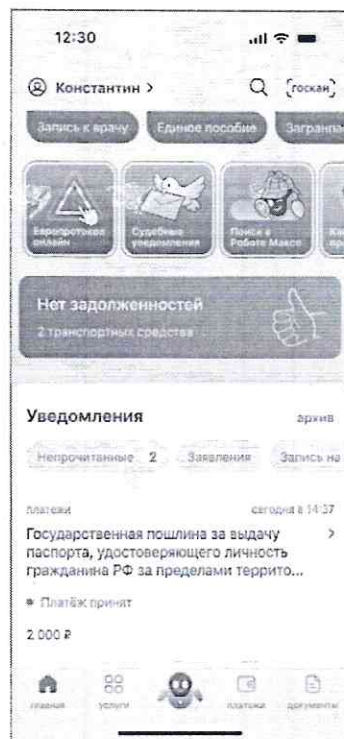 12:30
Константин >
[госкан]
Запись к врачу
Единое пособие
Загранпа
Европротокол
онлайн
Судебные
уведомления
Поиск в
Роботе Максе
Нет задолженностей
2 транспортных средства
Уведомления
архив
Непрочитанные 2
Заявления
Запись на
платежи
сегодня в 14:37
Государственная пошлина за выдачу
паспорта, удостоверяющего личность
гражданина РФ за пределами террито...
Платёж принят
2 000 ₽
главная
услуги
платежи
документы